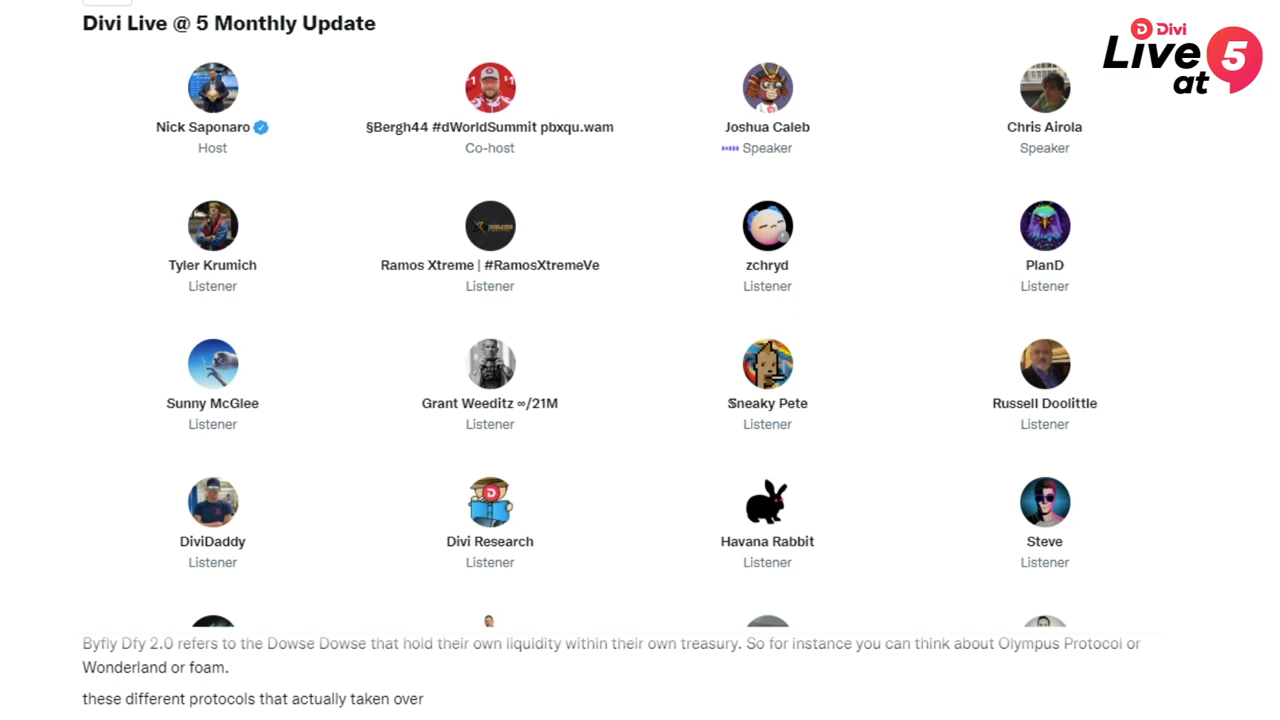 Divi Live @ 5 Monthly Update
Divi
Live
at
5
Nick Saponaro
§Bergh44 #dWorldSummit pbxqu.wam
Joshua Caleb
Chris Airola
Host
Co-host
Speaker
Speaker
Tyler Krumich
Ramos Xtreme | #RamosXtremeVe
zchryd
PlanD
Listener
Listener
Listener
Listener
Sunny McGlee
Grant Weeditz ∞/21M
Sneaky Pete
Russell Doolittle
Listener
Listener
Listener
Listener
DiviDaddy
Divi Research
Havana Rabbit
Steve
Listener
Listener
Listener
Listener
Byfly Dfy 2.0 refers to the Dowse Dowse that hold their own liquidity within their own treasury. So for instance you can think about Olympus Protocol or
Wonderland or foam.
these different protocols that actually taken over